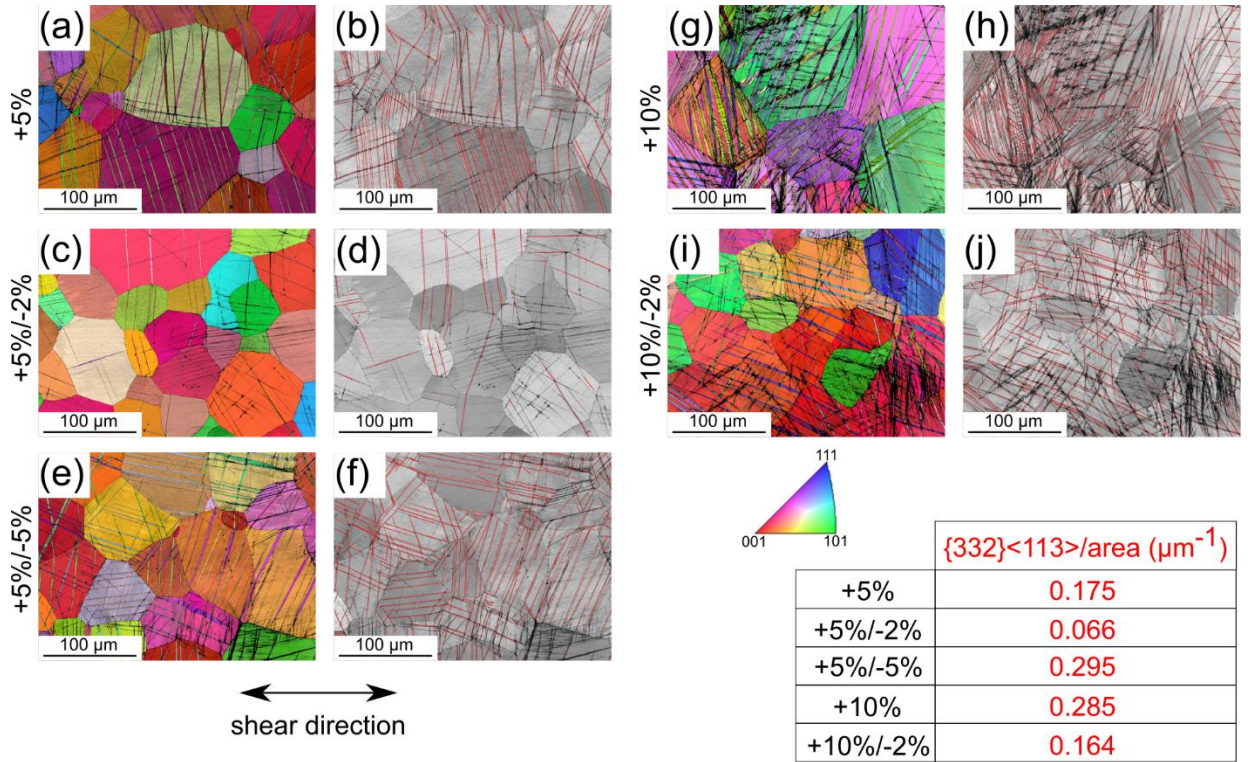 (a)
(b)
+5%
100 µm
100 µm
(c)
(d)
+5%/-2%
100 µm
100 µm
(e)
(f)
+5%/-5%
100 µm
100 µm
shear direction
(g)
(h)
+10%
100 µm
100 µm
(i)
(j)
+10%/-2%
100 µm
100 µm
111
001
101
{332}<113>/area (µm⁻¹)
+5% 0.175
+5%/-2% 0.066
+5%/-5% 0.295
+10% 0.285
+10%/-2% 0.164